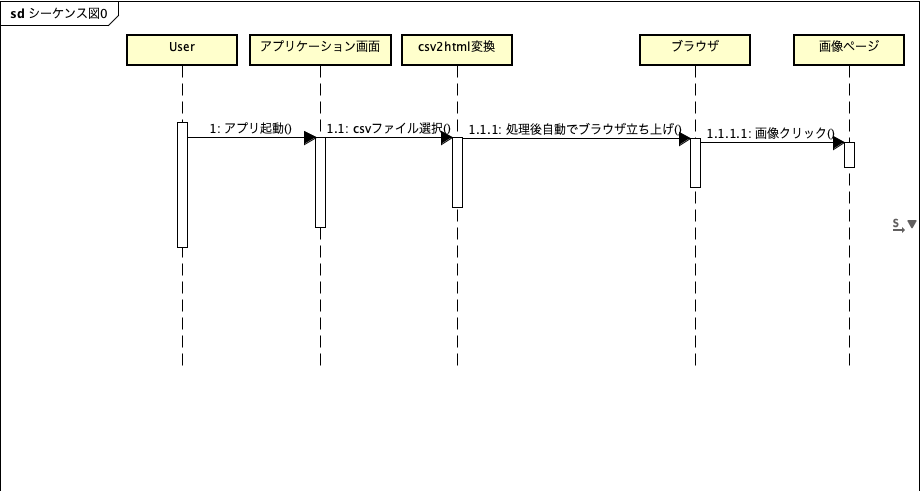 sd シーケンス図0
User
アプリケーション画面
csv2html変換
ブラウザ
画像ページ
1: アプリ起動()
1.1: csvファイル選択()
1.1.1: 処理後自動でブラウザ立ち上げ()
1.1.1.1: 画像クリック()
S